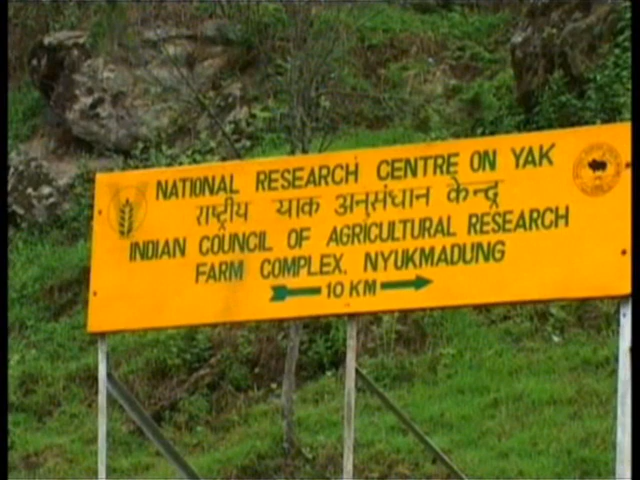 NATIONAL RESEARCH CENTRE ON YAK
राष्ट्रीय याक अनुसंधान केन्द्र
INDIAN COUNCIL OF AGRICULTURAL RESEARCH
FARM COMPLEX, NYUKMADUNG
10 KM